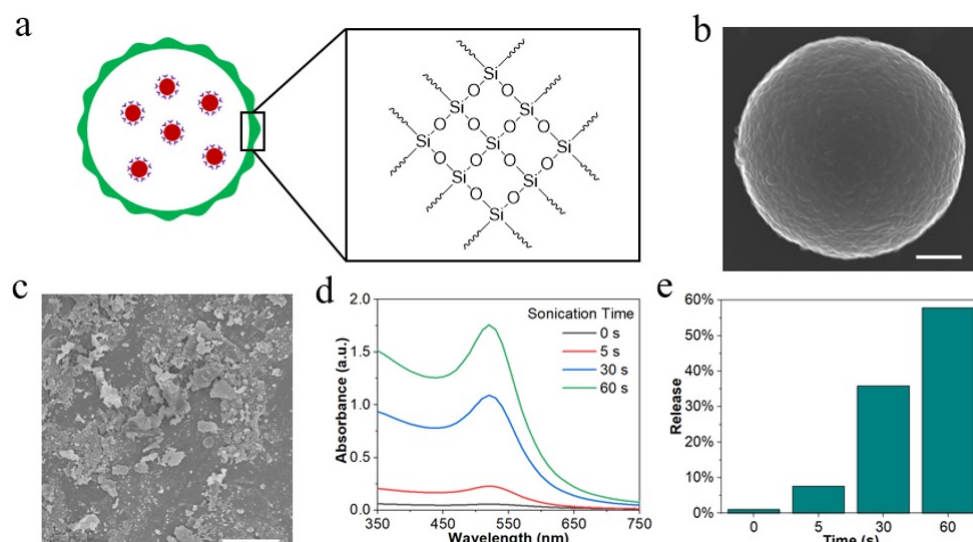 a
Si
O O
Si Si
O O O O
Si Si Si
O O O O
Si Si
O O
Si
b
c
d
Absorbance (a.u.)
2.0
1.5
1.0
0.5
0.0
Sonication Time
0 s
5 s
30 s
60 s
350 450 550 650 750
Wavelength (nm)
e
Release
60%
50%
40%
30%
20%
10%
0%
0 5 30 60
Time (s)